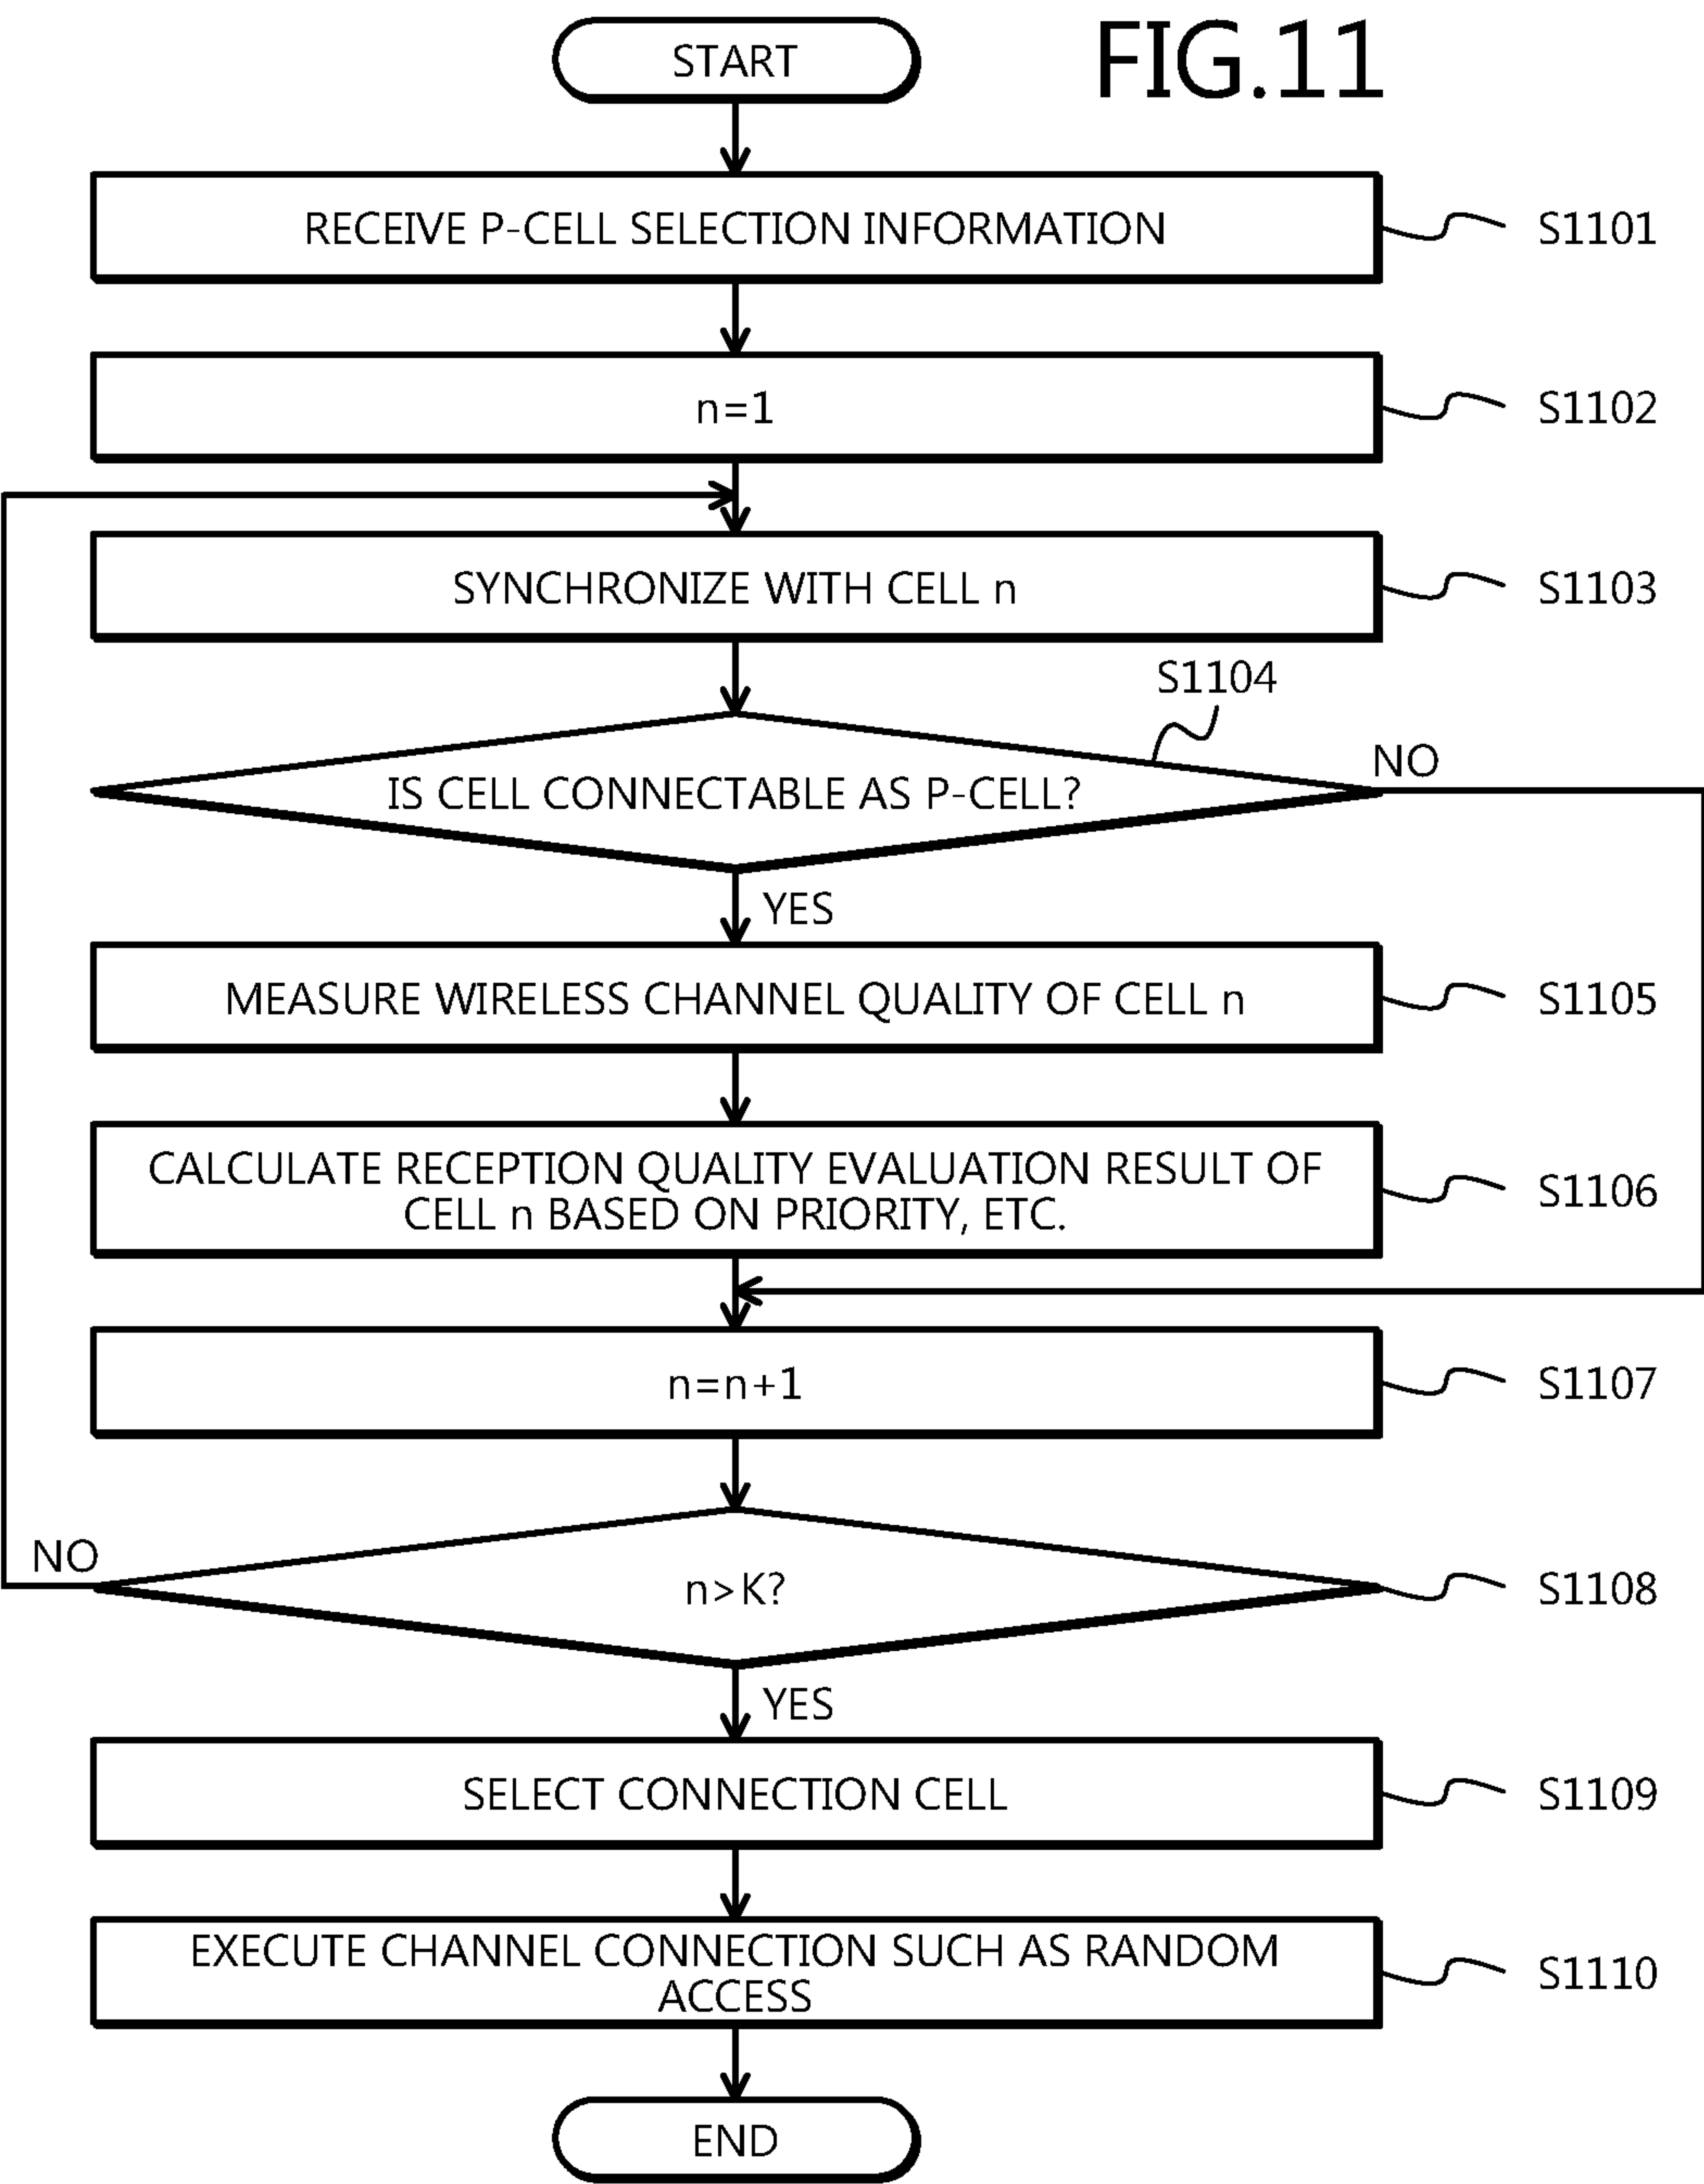 FIG.11
START
RECEIVE P-CELL SELECTION INFORMATION
S1101
n=1
S1102
SYNCHRONIZE WITH CELL n
S1103
S1104
IS CELL CONNECTABLE AS P-CELL?
NO
YES
MEASURE WIRELESS CHANNEL QUALITY OF CELL n
S1105
CALCULATE RECEPTION QUALITY EVALUATION RESULT OF
CELL n BASED ON PRIORITY, ETC.
S1106
n=n+1
S1107
NO
n>K?
S1108
YES
SELECT CONNECTION CELL
S1109
EXECUTE CHANNEL CONNECTION SUCH AS RANDOM
ACCESS
S1110
END